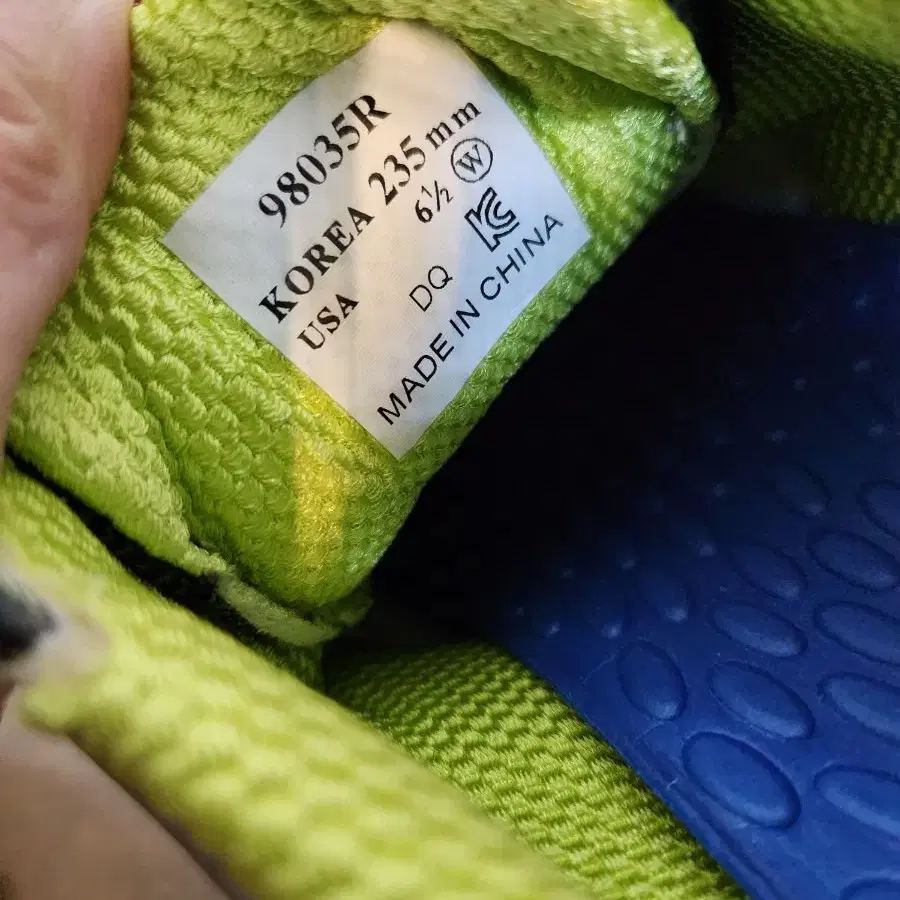 98035R
KOREA 235 mm
USA 6½ W
DQ
MADE IN CHINA